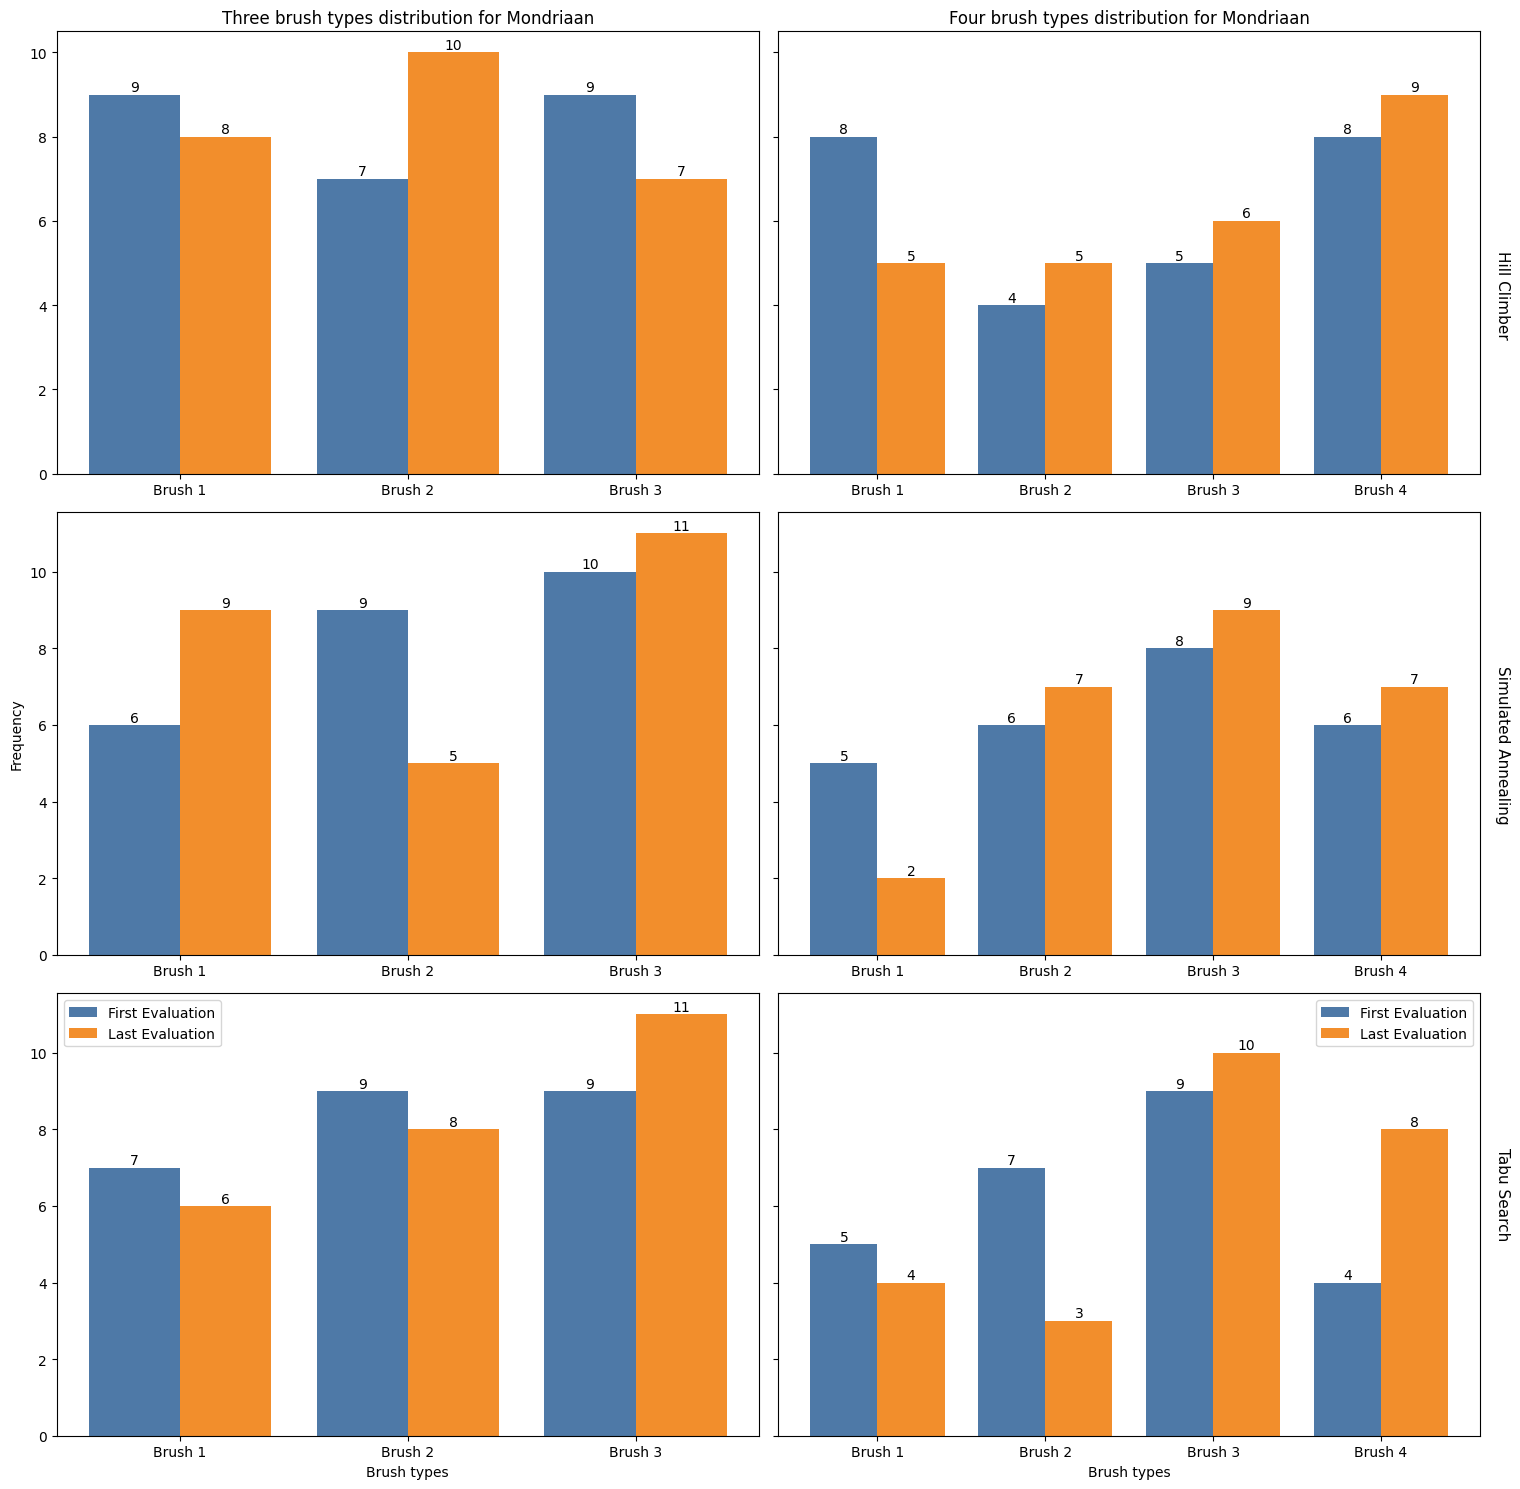 Three brush types distribution for Mondriaan
Four brush types distribution for Mondriaan
10
8
6
4
2
0
9
8
7
10
9
7
Brush 1
Brush 2
Brush 3
8
5
4
5
5
6
8
9
Brush 1
Brush 2
Brush 3
Brush 4
Hill Climber
Frequency
10
8
6
4
2
0
6
9
9
5
10
11
Brush 1
Brush 2
Brush 3
5
2
6
7
8
9
6
7
Brush 1
Brush 2
Brush 3
Brush 4
Simulated Annealing
First Evaluation
Last Evaluation
10
8
6
4
2
0
7
6
9
8
9
11
Brush 1
Brush 2
Brush 3
Brush types
First Evaluation
Last Evaluation
5
4
7
3
9
10
4
8
Brush 1
Brush 2
Brush 3
Brush 4
Brush types
Tabu Search